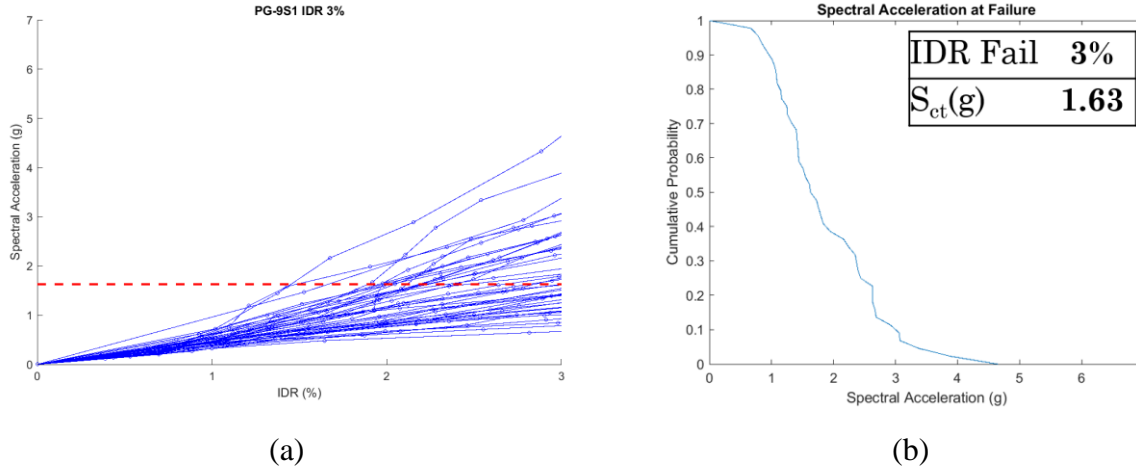 PG-9S1 IDR 3%
7
6
5
4
3
2
1
0
Spectral Acceleration (g)
0 1 2 3
IDR (%)
(a)
Spectral Acceleration at Failure
IDR Fail 3%
Sct(g) 1.63
1
0.9
0.8
0.7
0.6
0.5
0.4
0.3
0.2
0.1
0
Cumulative Probability
0 1 2 3 4 5 6
Spectral Acceleration (g)
(b)